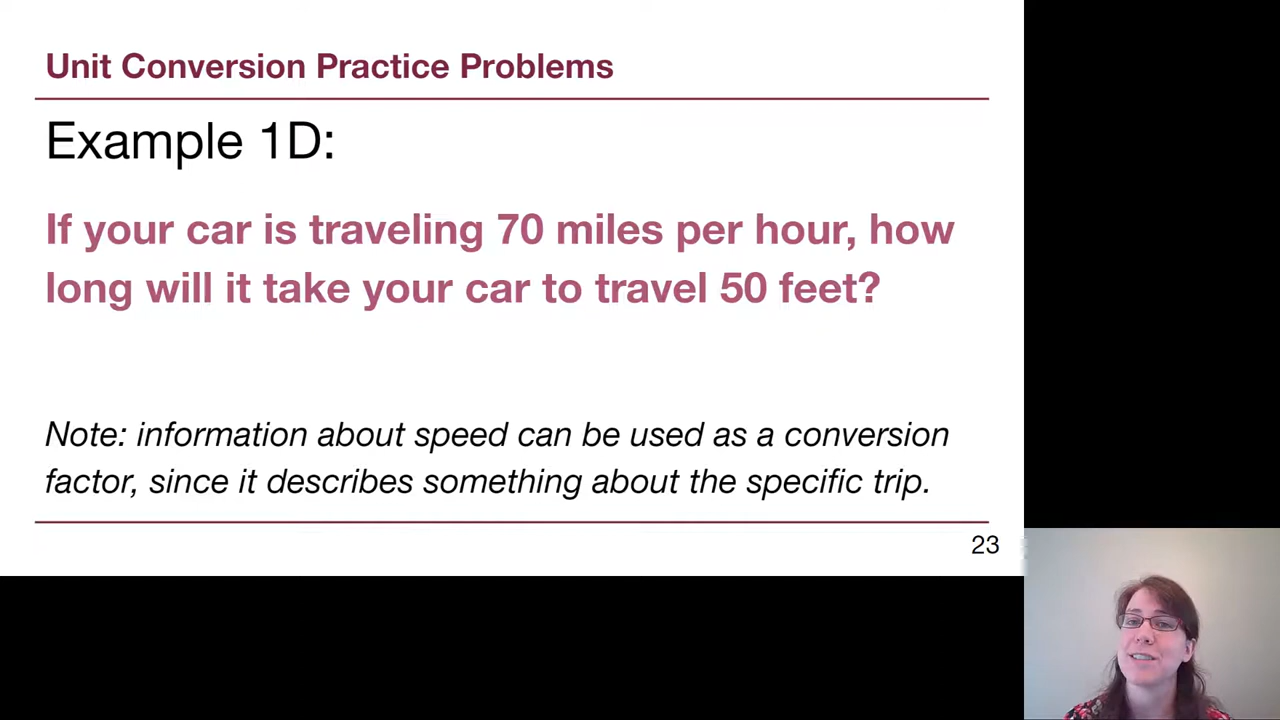 Unit Conversion Practice Problems
Example 1D:
If your car is traveling 70 miles per hour, how
long will it take your car to travel 50 feet?
Note: information about speed can be used as a conversion
factor, since it describes something about the specific trip.
23